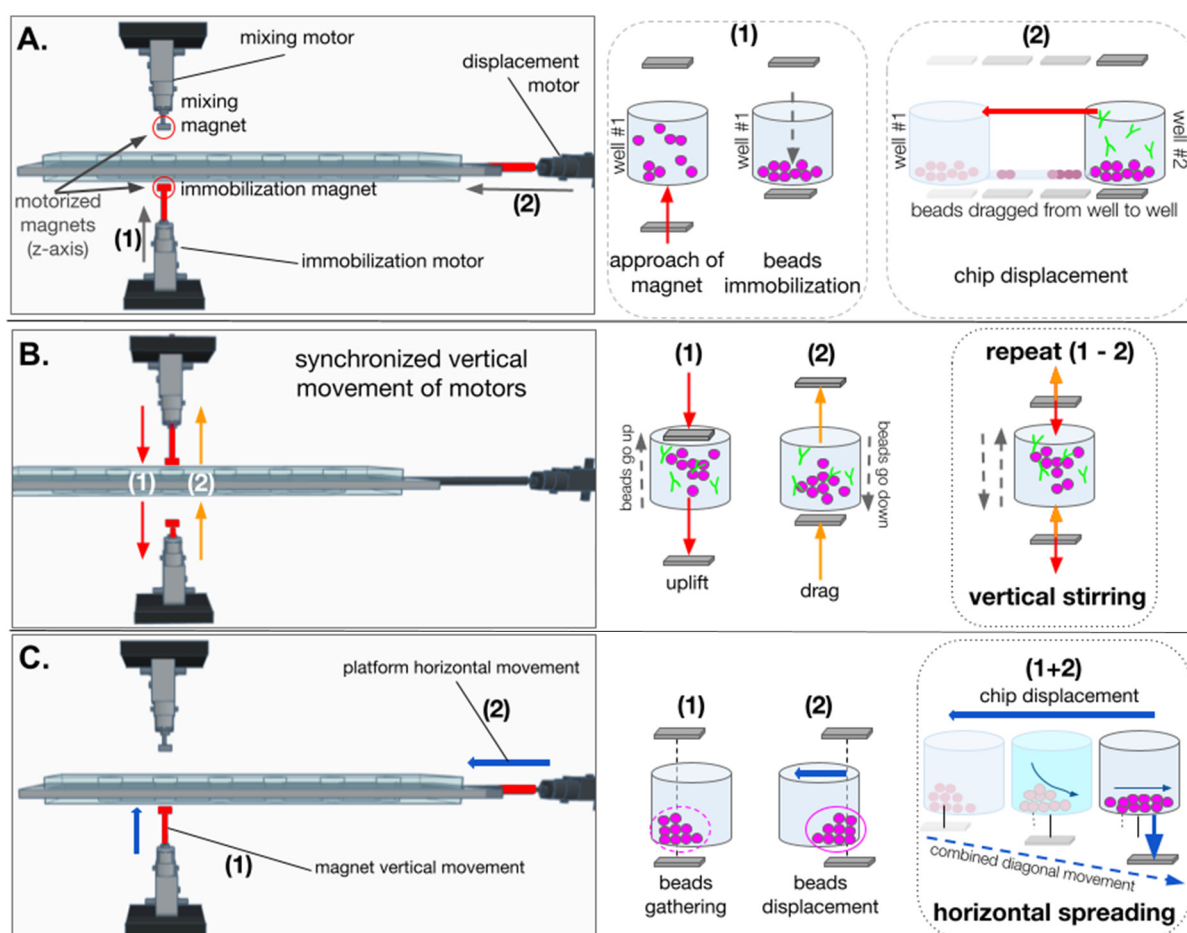 A.
mixing motor
displacement
motor
mixing
magnet
immobilization magnet
motorized
magnets
(z-axis)
(1)
(2)
immobilization motor
(1)
well #1
well #1
approach of
magnet
beads
immobilization
(2)
well #1
well #2
beads dragged from well to well
chip displacement
B.
synchronized vertical
movement of motors
(1)
(2)
(1)
beads go up
uplift
(2)
beads go down
drag
repeat (1 - 2)
vertical stirring
C.
platform horizontal movement
(2)
(1)
magnet vertical movement
(1)
beads
gathering
(2)
beads
displacement
(1+2)
chip displacement
combined diagonal movement
horizontal spreading